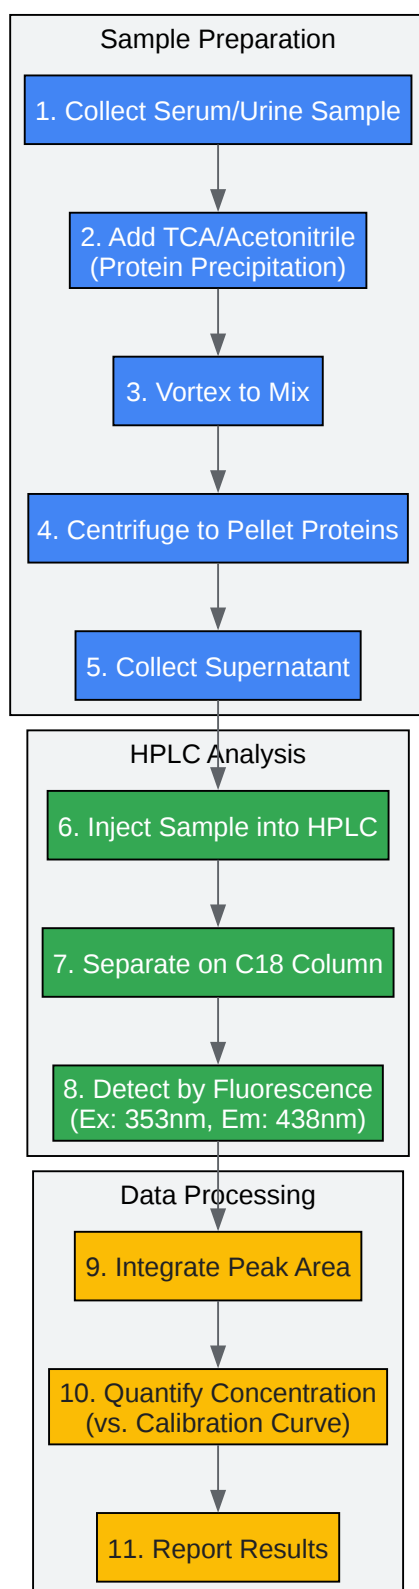 Sample Preparation
1. Collect Serum/Urine Sample
2. Add TCA/Acetonitrile
(Protein Precipitation)
3. Vortex to Mix
4. Centrifuge to Pellet Proteins
5. Collect Supernatant
HPLC Analysis
6. Inject Sample into HPLC
7. Separate on C18 Column
8. Detect by Fluorescence
(Ex: 353nm, Em: 438nm)
Data Processing
9. Integrate Peak Area
10. Quantify Concentration
(vs. Calibration Curve)
11. Report Results